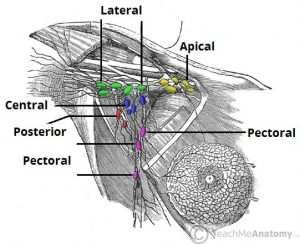 Lateral
Apical
Central
Posterior
Pectoral
Pectoral
TeachMeAnatomy